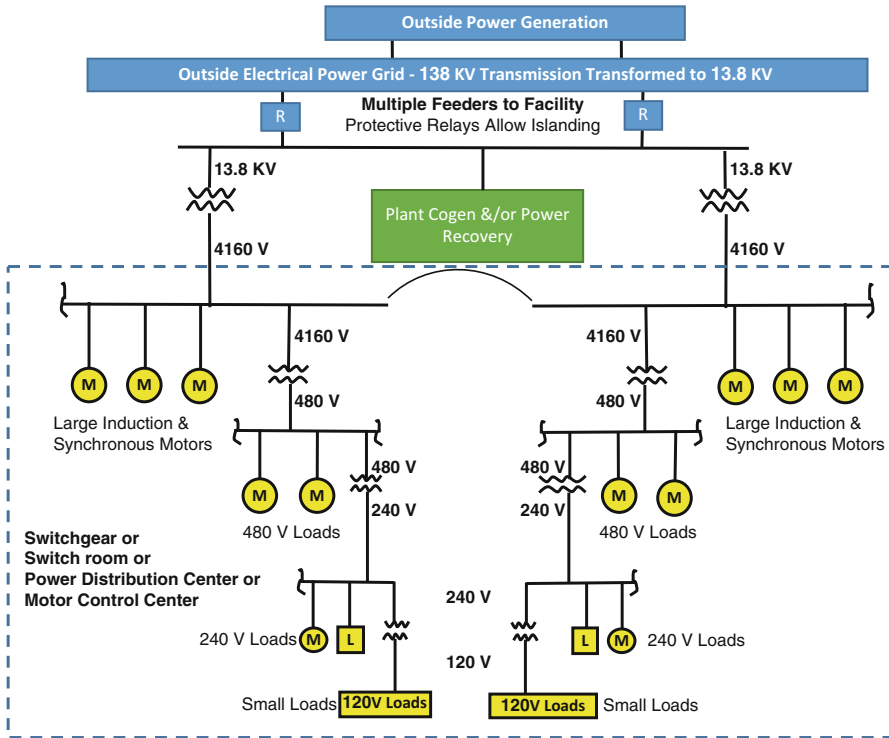 Outside Power Generation
Outside Electrical Power Grid - 138 KV Transmission Transformed to 13.8 KV
R
Multiple Feeders to Facility
Protective Relays Allow Islanding
R
13.8 KV
13.8 KV
Plant Cogen &/or Power
Recovery
4160 V
4160 V
4160 V
4160 V
M
M
M
M
M
M
480 V
480 V
Large Induction &
Synchronous Motors
Large Induction &
Synchronous Motors
480 V
480 V
M
M
M
M
240 V
240 V
480 V Loads
480 V Loads
Switchgear or
Switch room or
Power Distribution Center or
Motor Control Center
240 V
240 V Loads
M
L
L
M
240 V Loads
120 V
Small Loads
120V Loads
120V Loads
Small Loads